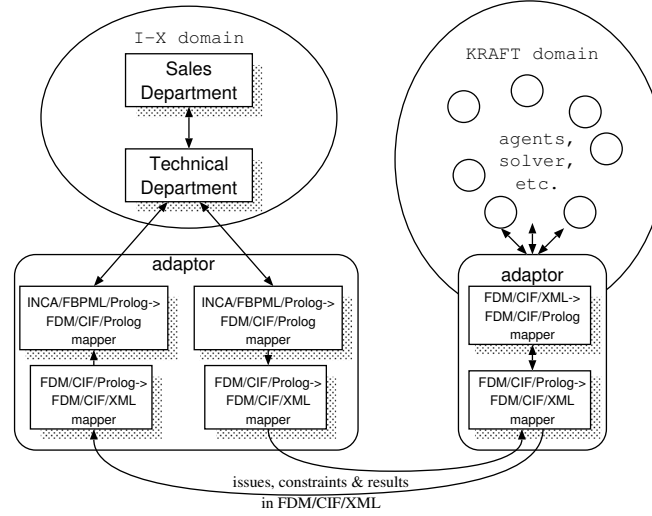 I-X domain
Sales
Department
Technical
Department
KRAFT domain
agents,
solver,
etc.
adaptor
INCA/FBPML/Prolog->
FDM/CIF/Prolog
mapper
INCA/FBPML/Prolog->
FDM/CIF/Prolog
mapper
FDM/CIF/Prolog->
FDM/CIF/XML
mapper
FDM/CIF/Prolog->
FDM/CIF/XML
mapper
adaptor
FDM/CIF/XML->
FDM/CIF/Prolog
mapper
FDM/CIF/Prolog->
FDM/CIF/XML
mapper
issues, constraints & results
in FDM/CIF/XML